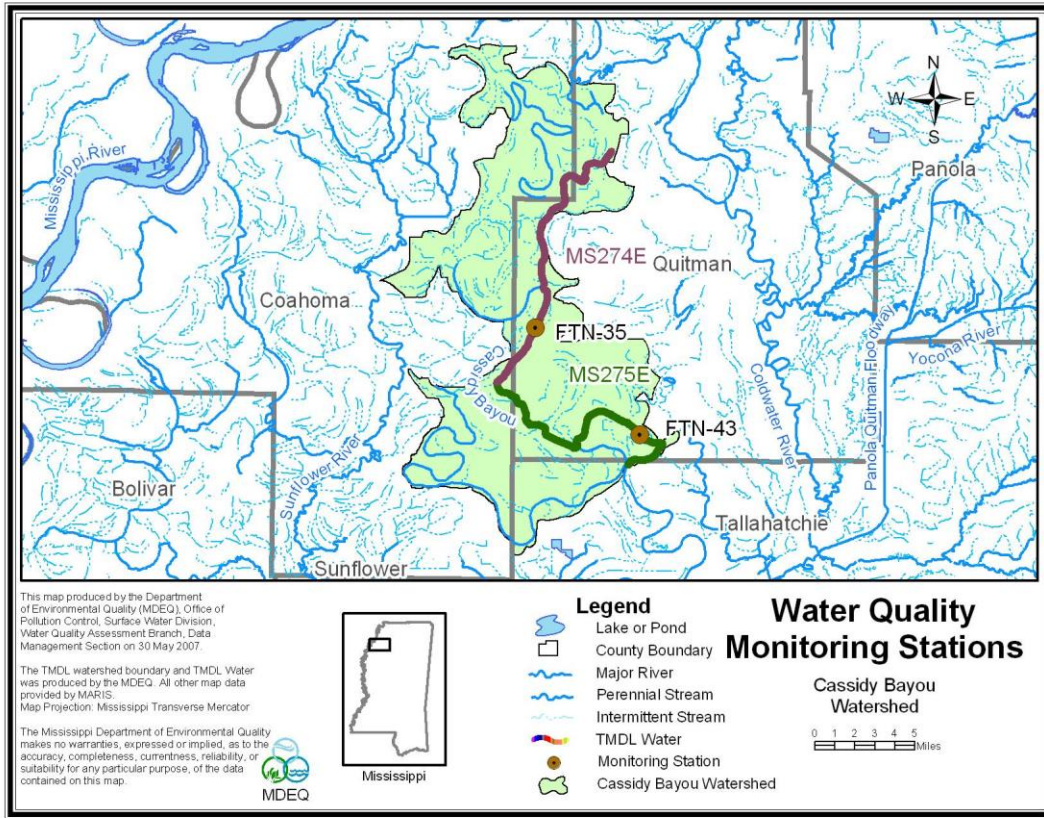 N
W E
S
Mississippi River
Panola
MS274E
Quitman
Coahoma
Panola Quitman Floodway
Yocona River
FTN-35
Cassidy Bayou
MS275E
Coldwater River
FTN-43
Sunflower River
Bolivar
Tallahatchie
Sunflower
This map produced by the Department
of Environmental Quality (MDEQ), Office of
Pollution Control, Surface Water Division,
Water Quality Assessment Branch, Data
Management Section on 30 May 2007.
The TMDL watershed boundary and TMDL Water
was produced by the MDEQ. All other map data
provided by MARIS.
Map Projection: Mississippi Transverse Mercator
The Mississippi Department of Environmental Quality
makes no warranties, expressed or implied, as to the
accuracy, completeness, currentness, reliability, or
suitability for any particular purpose, of the data
contained on this map.
MDEQ
Mississippi
Legend
Lake or Pond
County Boundary
Major River
Perennial Stream
Intermittent Stream
TMDL Water
Monitoring Station
Cassidy Bayou Watershed
Water Quality
Monitoring Stations
Cassidy Bayou
Watershed
0 1 2 3 4 5
Miles